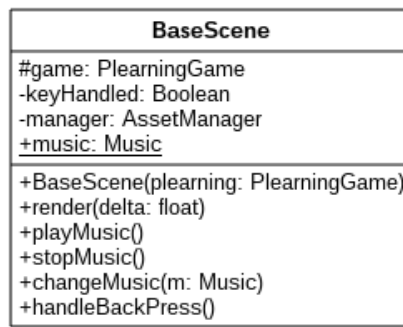 BaseScene
#game: PlearningGame
-keyHandled: Boolean
-manager: AssetManager
+music: Music
+BaseScene(plearning: PlearningGame)
+render(delta: float)
+playMusic()
+stopMusic()
+changeMusic(m: Music)
+handleBackPress()